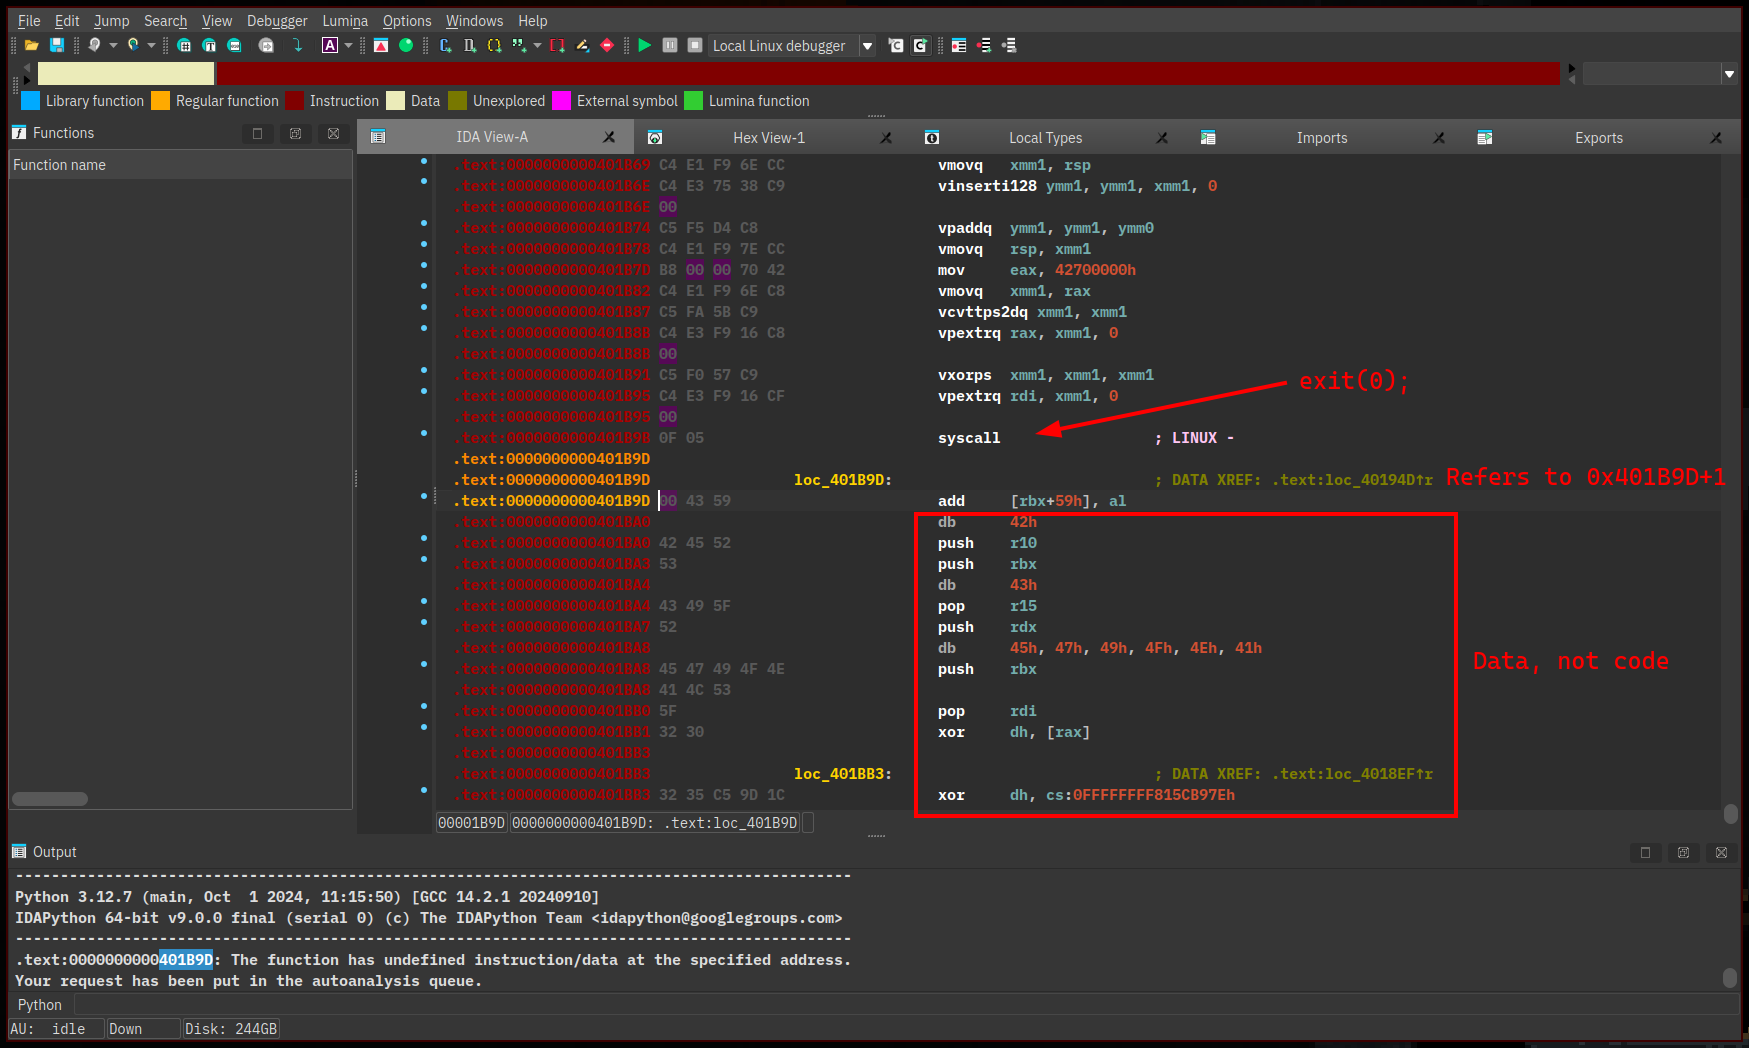 File Edit Jump Search View Debugger Lumina Options Windows Help
A Local Linux debugger
Library function Regular function Instruction Data Unexplored External symbol Lumina function
Functions
Function name
IDA View-A Hex View-1 Local Types Imports Exports
.text:0000000000401B69 C4 E1 F9 6E CC vmovq xmm1, rsp
.text:0000000000401B6E C4 E3 75 38 C9 vinserti128 ymm1, ymm1, xmm1, 0
.text:0000000000401B6E 00
.text:0000000000401B74 C5 F5 D4 C8 vpaddq ymm1, ymm1, ymm0
.text:0000000000401B78 C4 E1 F9 7E CC vmovq rsp, xmm1
.text:0000000000401B7D B8 00 00 70 42 mov eax, 42700000h
.text:0000000000401B82 C4 E1 F9 6E C8 vmovq xmm1, rax
.text:0000000000401B87 C5 FA 5B C9 vcvttps2dq xmm1, xmm1
.text:0000000000401B8B C4 E3 F9 16 C8 vpextrq rax, xmm1, 0
.text:0000000000401B8B 00
.text:0000000000401B91 C5 F0 57 C9 vxorps xmm1, xmm1, xmm1
exit(0);
.text:0000000000401B95 C4 E3 F9 16 CF vpextrq rdi, xmm1, 0
.text:0000000000401B95 00
.text:0000000000401B9B 0F 05 syscall ; LINUX -
.text:0000000000401B9D
.text:0000000000401B9D loc_401B9D: ; DATA XREF: .text:loc_40194D↑r Refers to 0x401B9D+1
.text:0000000000401B9D 00 43 59 add [rbx+59h], al
.text:0000000000401BA0 db 42h
.text:0000000000401BA0 42 45 52 push r10
.text:0000000000401BA3 53 push rbx
.text:0000000000401BA4 db 43h
.text:0000000000401BA4 43 49 5F pop r15
.text:0000000000401BA7 52 push rdx
.text:0000000000401BA8 db 45h, 47h, 49h, 4Fh, 4Eh, 41h
Data, not code
.text:0000000000401BA8 45 47 49 4F 4E push rbx
.text:0000000000401BA8 41 4C 53
.text:0000000000401BB0 5F pop rdi
.text:0000000000401BB1 32 30 xor dh, [rax]
.text:0000000000401BB3
.text:0000000000401BB3 loc_401BB3: ; DATA XREF: .text:loc_4018EF↑r
.text:0000000000401BB3 32 35 C5 9D 1C xor dh, cs:0FFFFFFFF815CB97Eh
00001B9D 0000000000401B9D: .text:loc_401B9D
Output
-----------------------------------------------------------------------------------------
Python 3.12.7 (main, Oct  1 2024, 11:15:50) [GCC 14.2.1 20240910]
IDAPython 64-bit v9.0.0 final (serial 0) (c) The IDAPython Team <idapython@googlegroups.com>
-----------------------------------------------------------------------------------------
.text:0000000000401B9D: The function has undefined instruction/data at the specified address.
Your request has been put in the autoanalysis queue.
Python
AU: idle Down Disk: 244GB